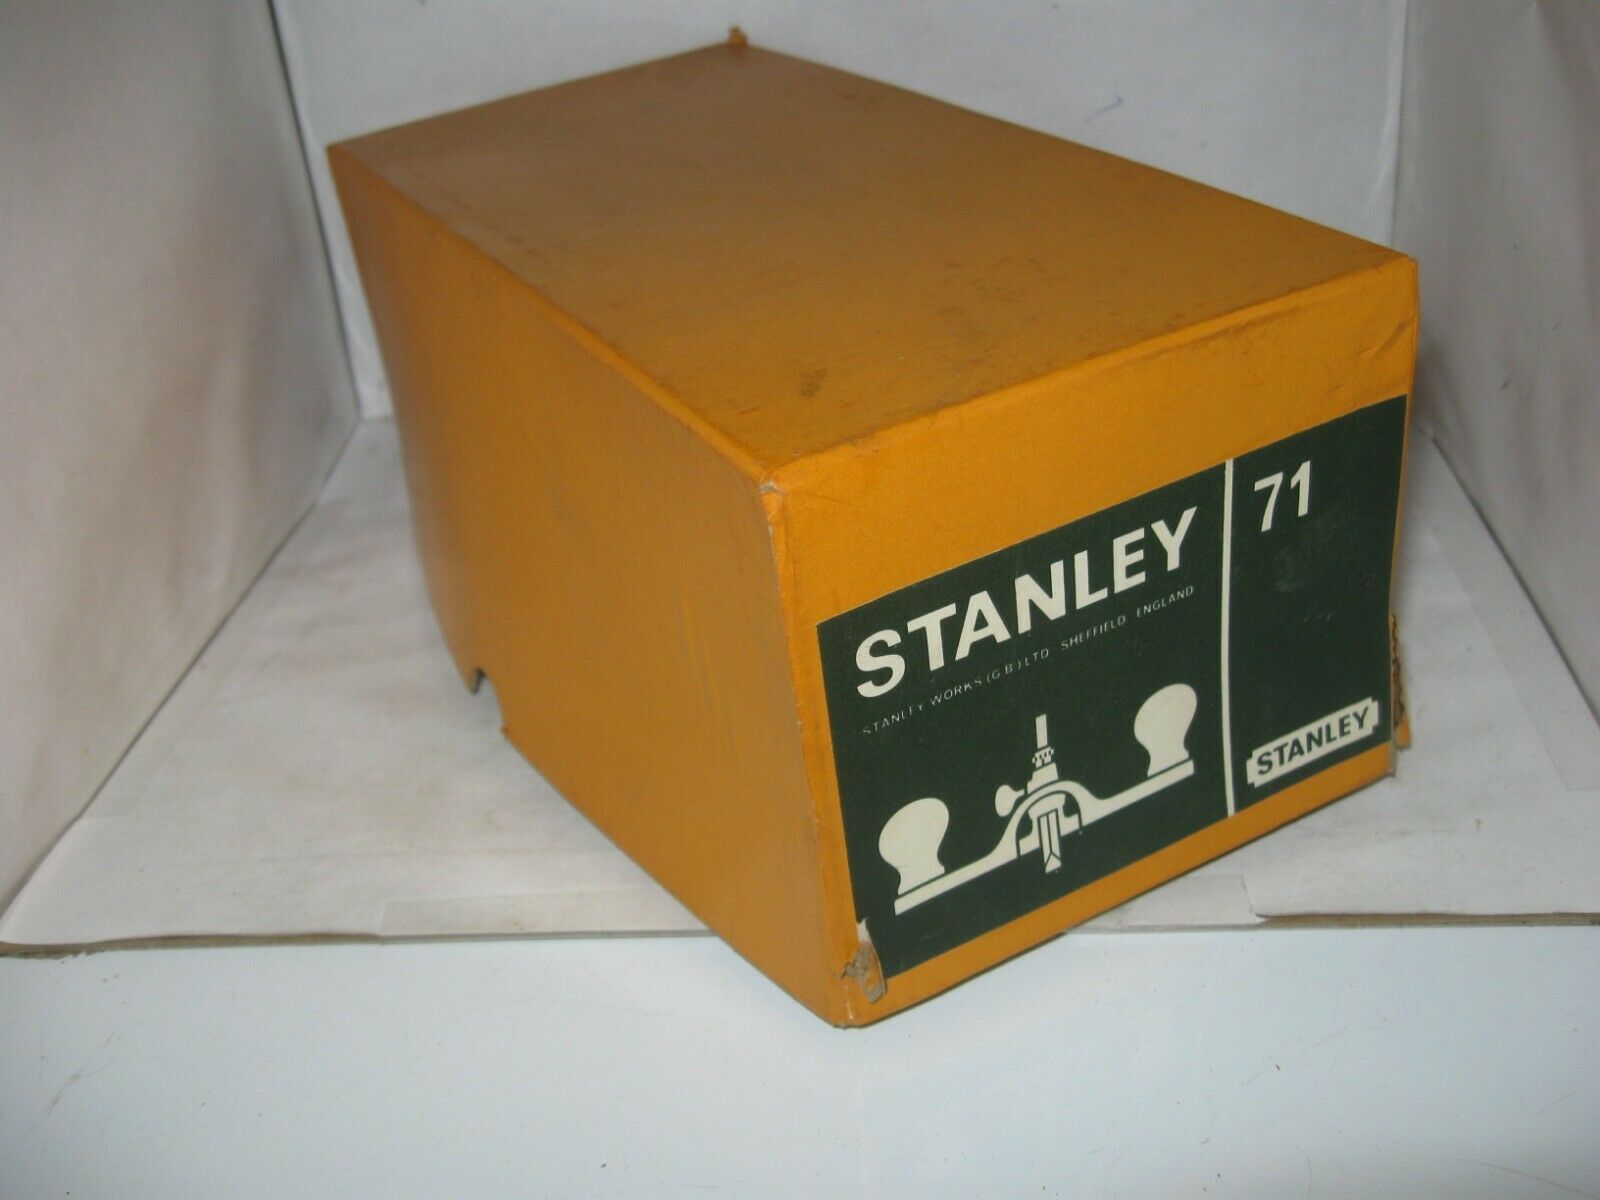 STANLEY
STANLEY WORKS (G.B.) LTD SHEFFIELD ENGLAND
71
STANLEY